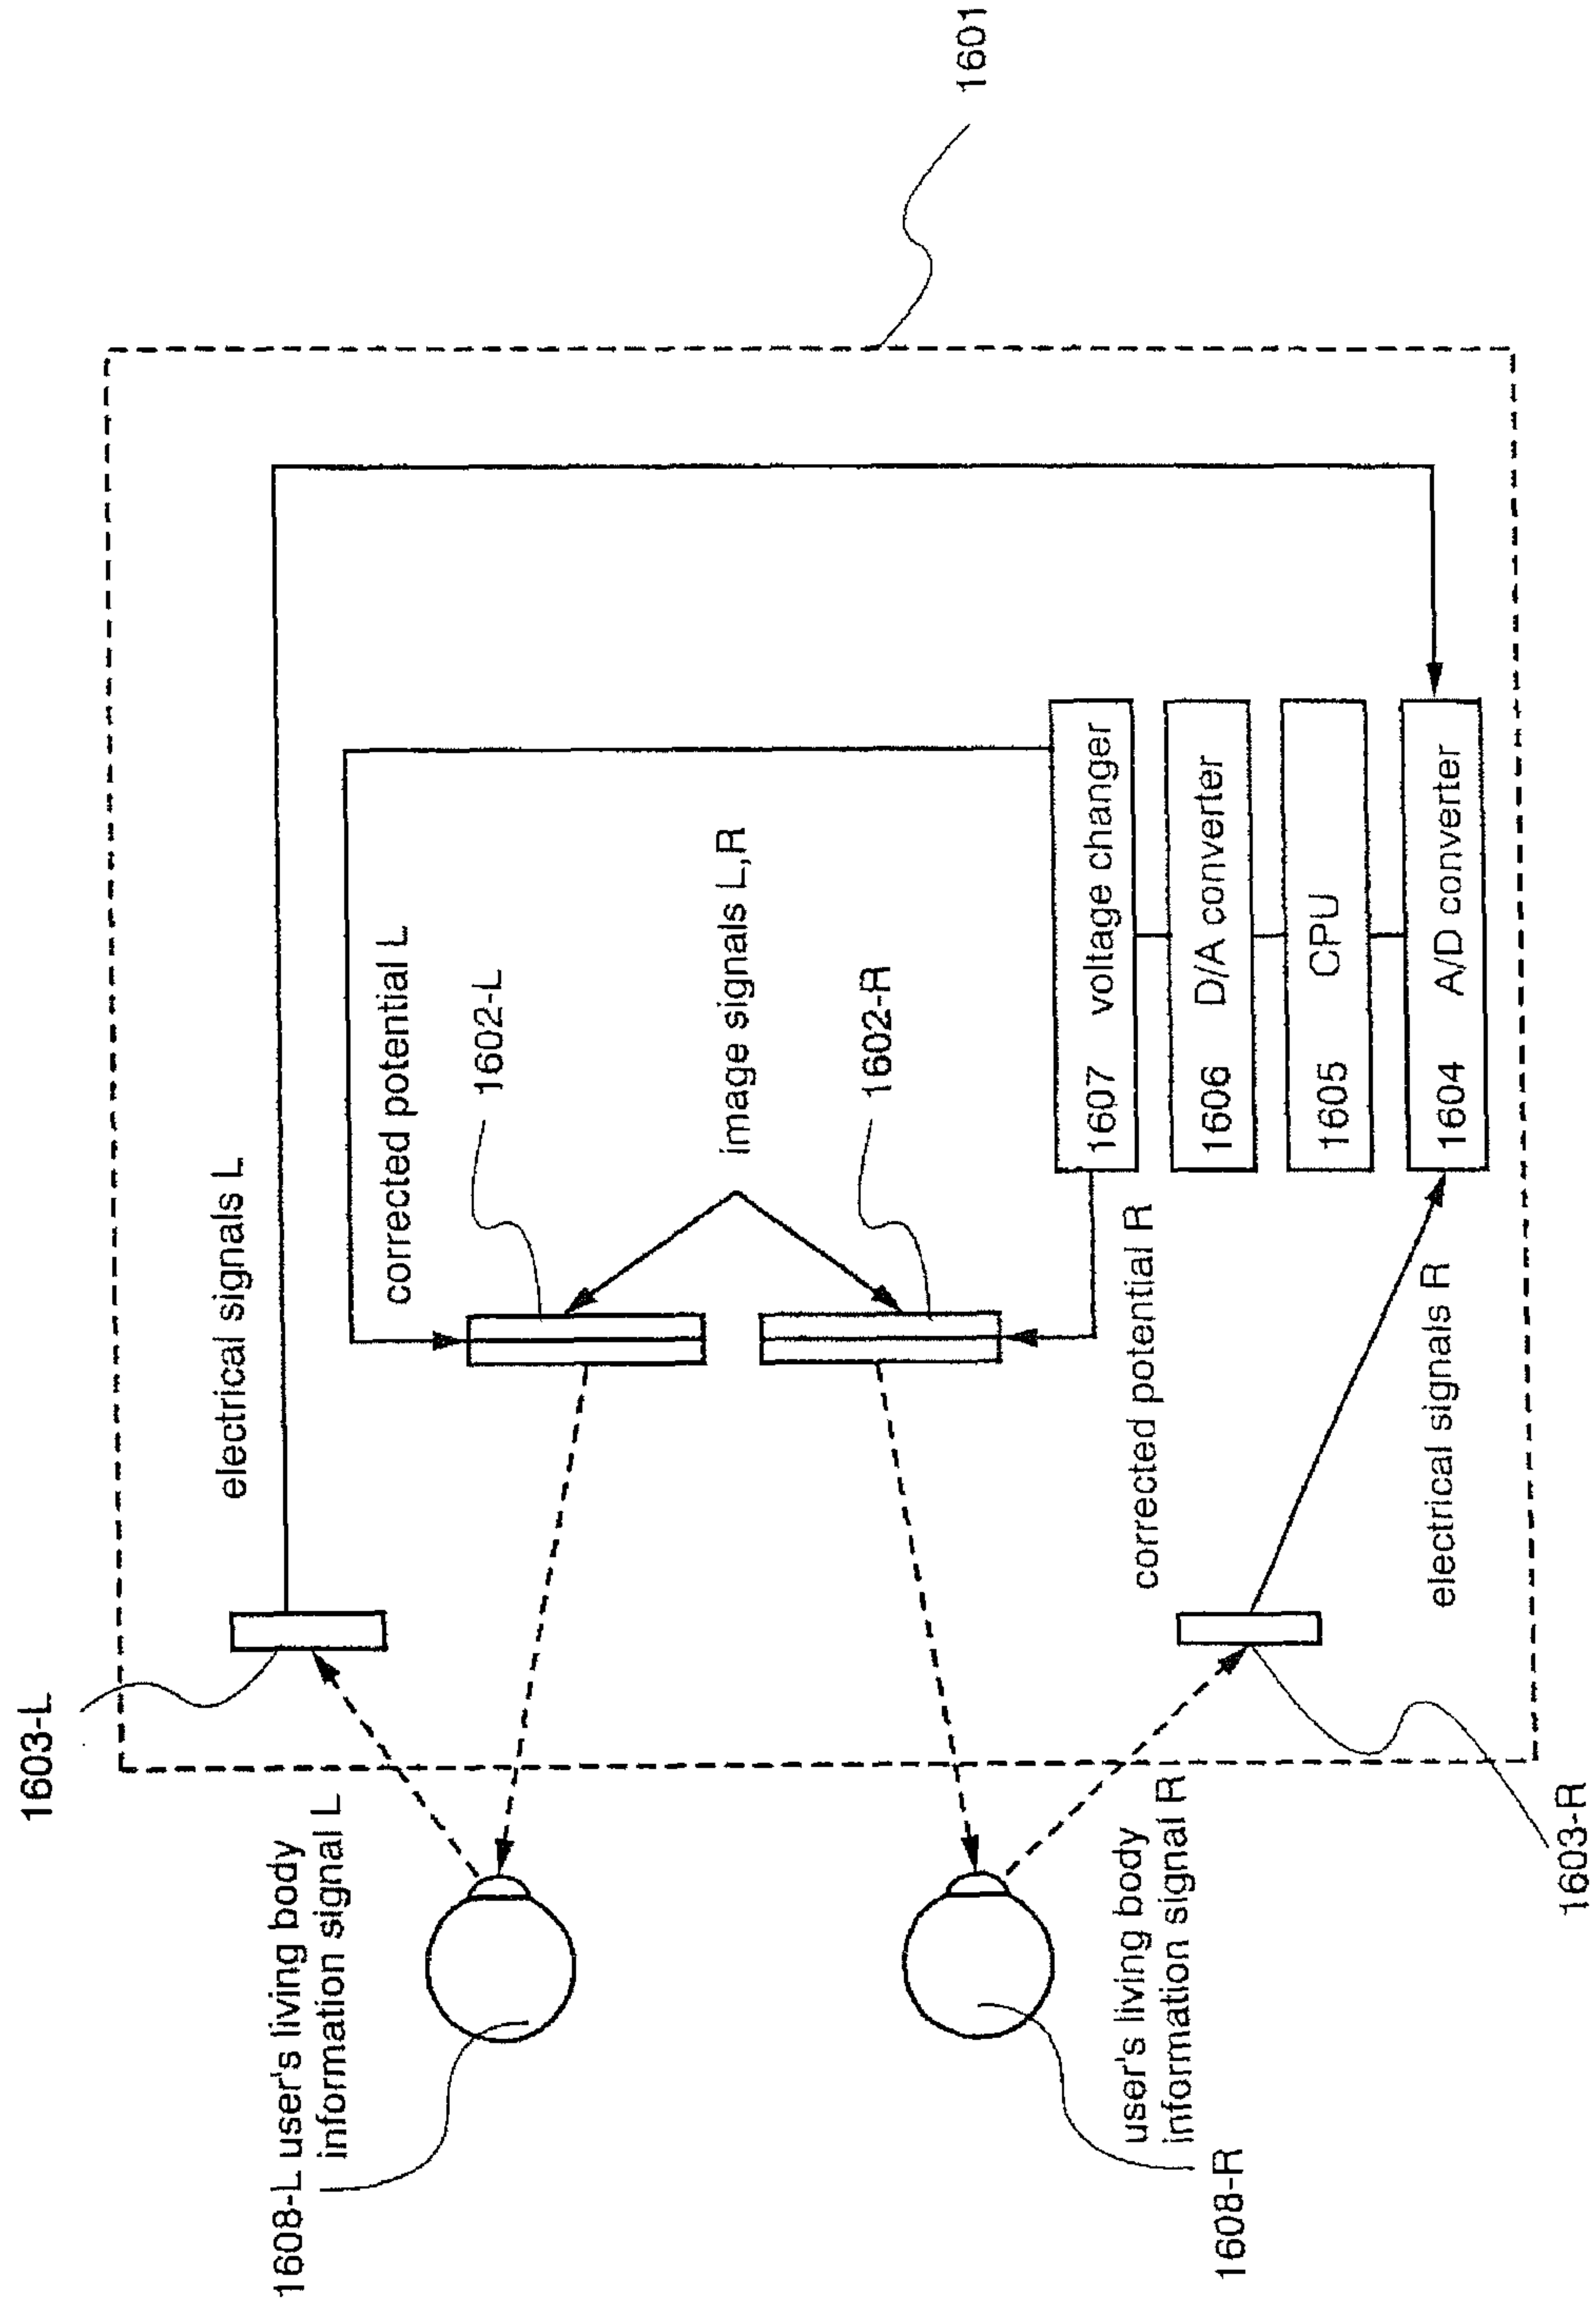 1601
electrical signals L
corrected potential L
1602-L
image signals L,R
1602-R
1607 voltage changer
1606 D/A converter
1605 CPU
1604 A/D converter
corrected potential R
electrical signals R
1603-L
1603-R
1608-L user's living body
information signal L
user's living body
information signal R
1608-R